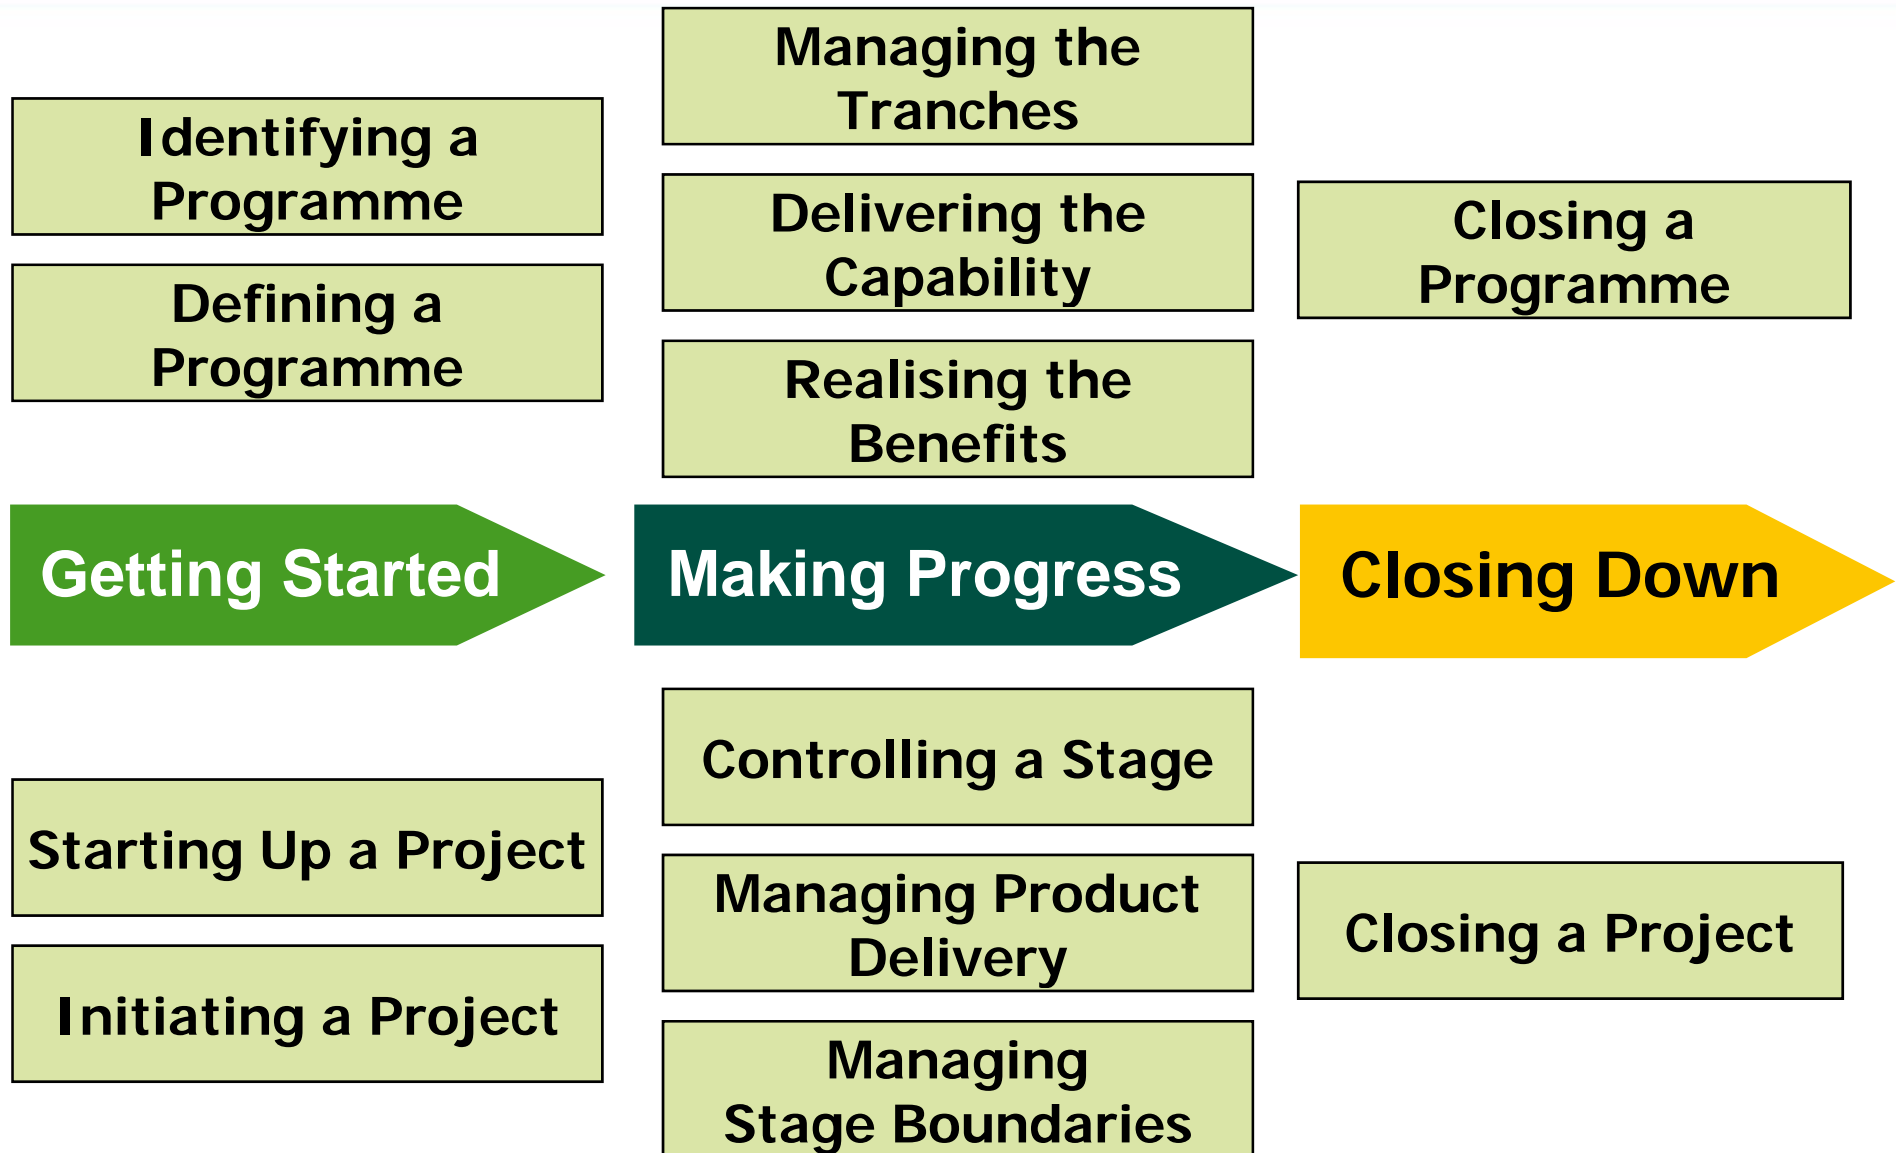 Managing the
Tranches
Identifying a
Programme
Delivering the
Capability
Closing a
Programme
Defining a
Programme
Realising the
Benefits
Getting Started
Making Progress
Closing Down
Controlling a Stage
Starting Up a Project
Managing Product
Delivery
Closing a Project
Initiating a Project
Managing
Stage Boundaries